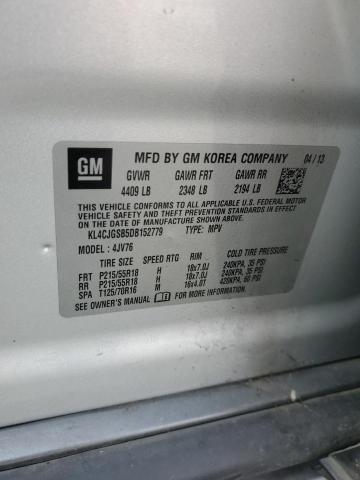 GM
MFD BY GM KOREA COMPANY 04 / 13
GVWR GAWR FRT GAWR RR
4409 LB 2348 LB 2194 LB
THIS VEHICLE CONFORMS TO ALL APPLICABLE U.S. FEDERAL
MOTOR VEHICLE SAFETY AND THEFT PREVENTION STANDARDS
IN EFFECT ON THE DATE OF MANUFACTURE SHOWN ABOVE.
KL4CJGSB5DB152779 TYPE: MPV
MODEL : 4JV76
TIRE SIZE SPEED RTG RIM COLD TIRE PRESSURE
FRT P215/55R18 H 18x7.0J 240KPA, 35 PSI
RR P215/55R18 H 18x7.0J 240KPA, 35 PSI
SPA T125/70R16 M 16x4.0T 420KPA, 60 PSI
SEE OWNER'S MANUAL FOR MORE INFORMATION.